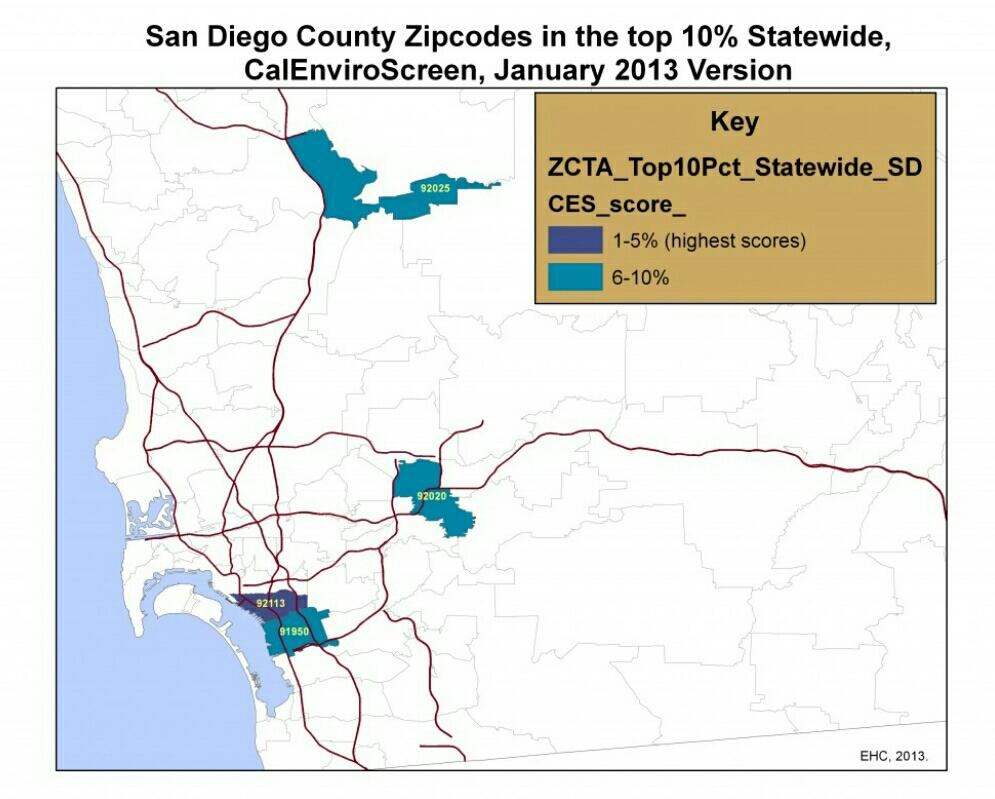 San Diego County Zipcodes in the top 10% Statewide,
CalEnviroScreen, January 2013 Version
Key
ZCTA_Top10Pct_Statewide_SD
CES_score_
1-5% (highest scores)
6-10%
92025
92020
92113
91950
EHC, 2013.